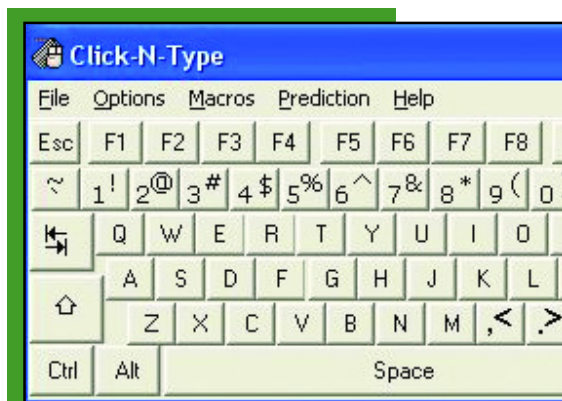 Click-N-Type
File Options Macros Prediction Help
Esc F1 F2 F3 F4 F5 F6 F7 F8
~ 1! 2@ 3# 4$ 5% 6^ 7& 8* 9( 0
Q W E R T Y U I O
A S D F G H J K L
Z X C V B N M ,< .>
Ctrl Alt Space